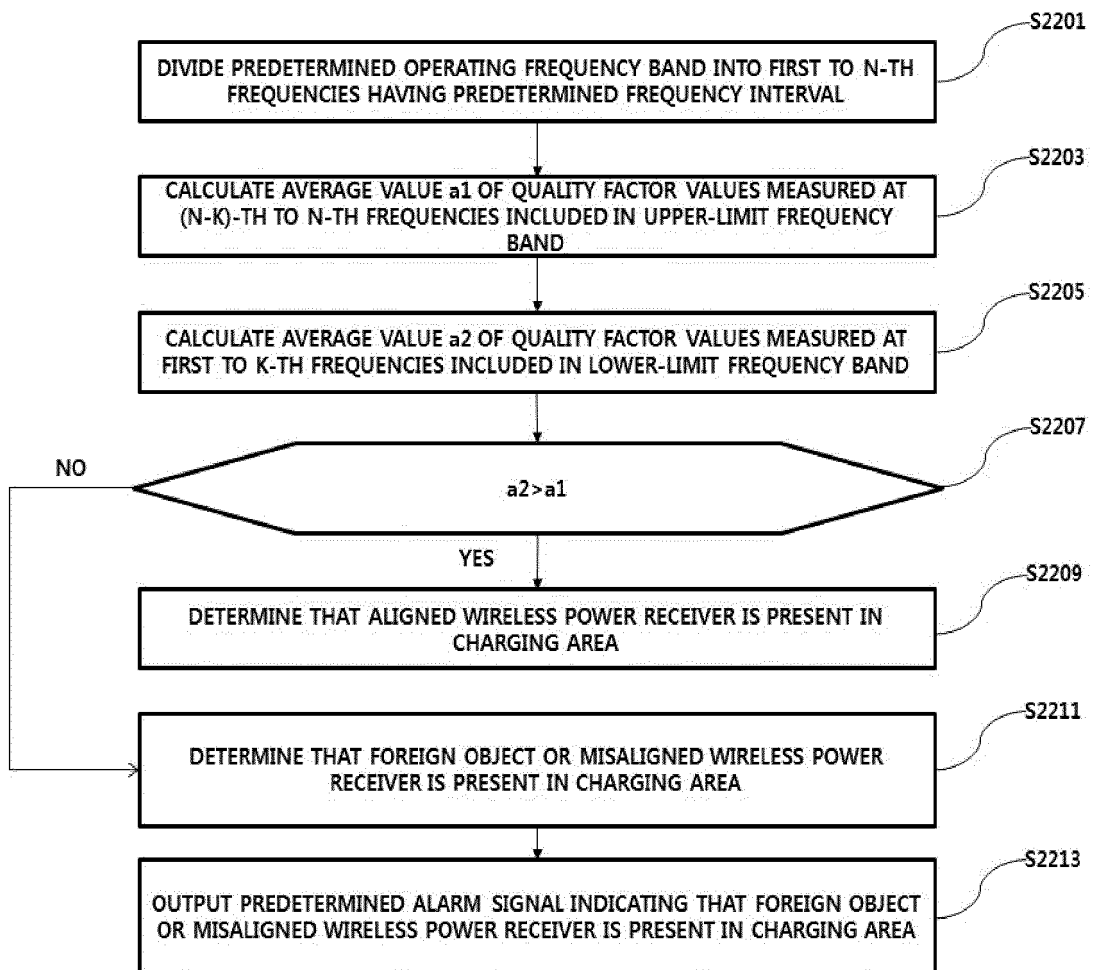 S2201
DIVIDE PREDETERMINED OPERATING FREQUENCY BAND INTO FIRST TO N-TH
FREQUENCIES HAVING PREDETERMINED FREQUENCY INTERVAL
S2203
CALCULATE AVERAGE VALUE a1 OF QUALITY FACTOR VALUES MEASURED AT
(N-K)-TH TO N-TH FREQUENCIES INCLUDED IN UPPER-LIMIT FREQUENCY
BAND
S2205
CALCULATE AVERAGE VALUE a2 OF QUALITY FACTOR VALUES MEASURED AT
FIRST TO K-TH FREQUENCIES INCLUDED IN LOWER-LIMIT FREQUENCY BAND
S2207
NO
a2>a1
YES
S2209
DETERMINE THAT ALIGNED WIRELESS POWER RECEIVER IS PRESENT IN
CHARGING AREA
S2211
DETERMINE THAT FOREIGN OBJECT OR MISALIGNED WIRELESS POWER
RECEIVER IS PRESENT IN CHARGING AREA
S2213
OUTPUT PREDETERMINED ALARM SIGNAL INDICATING THAT FOREIGN OBJECT
OR MISALIGNED WIRELESS POWER RECEIVER IS PRESENT IN CHARGING AREA